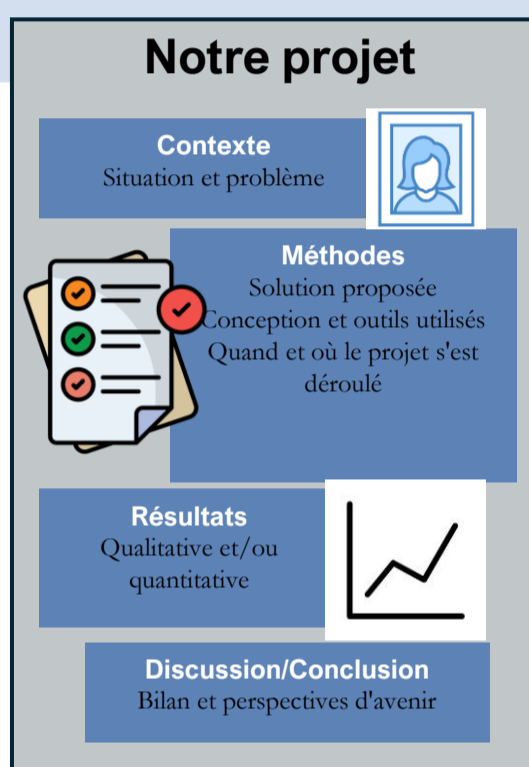 Notre projet
Contexte
Situation et problème
Méthodes
Solution proposée
Conception et outils utilisés
Quand et où le projet s'est
déroulé
Résultats
Qualitative et/ou
quantitative
Discussion/Conclusion
Bilan et perspectives d'avenir